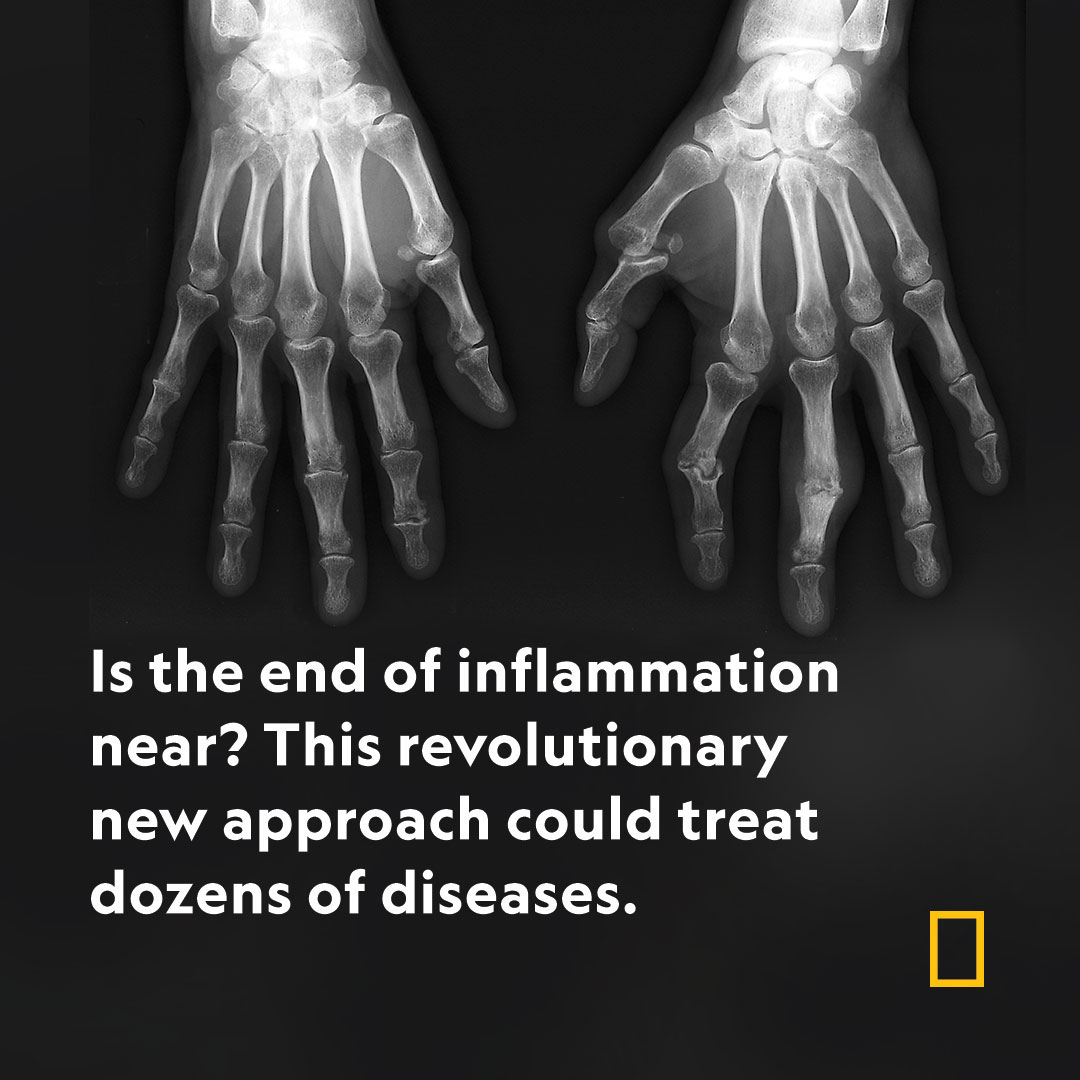 Is the end of inflammation
near? This revolutionary
new approach could treat
dozens of diseases.